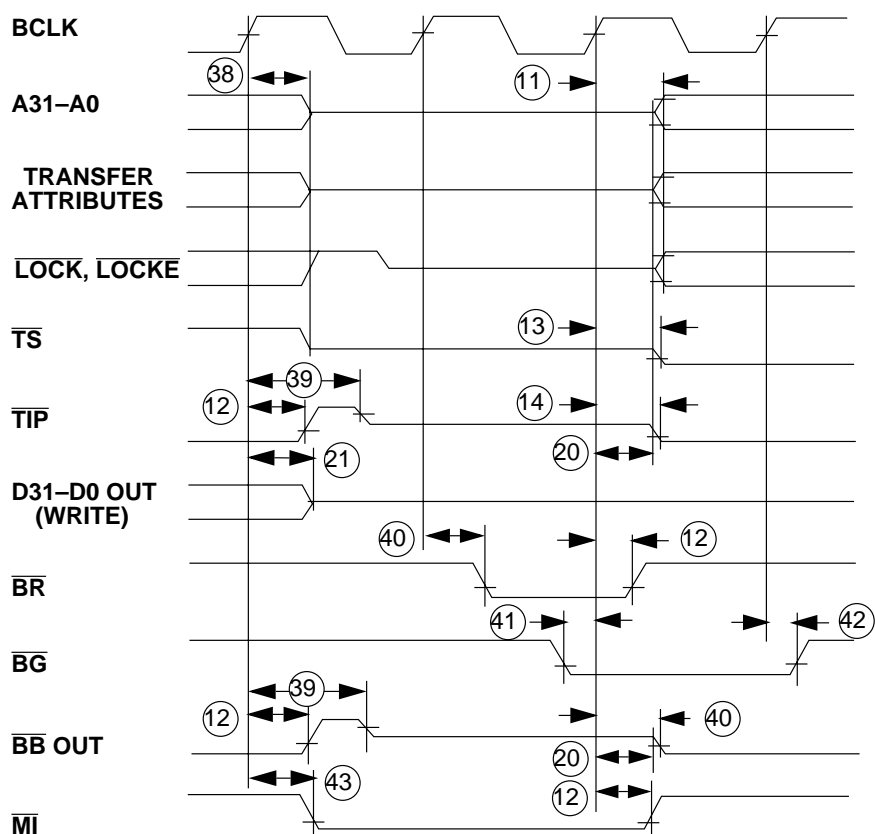 BCLK
38
11
A31–A0
TRANSFER
ATTRIBUTES
LOCK, LOCKE
13
TS
39
12
14
TIP
20
21
D31–D0 OUT
(WRITE)
40
12
BR
41
42
BG
39
12
40
BB OUT
20
43
12
MI